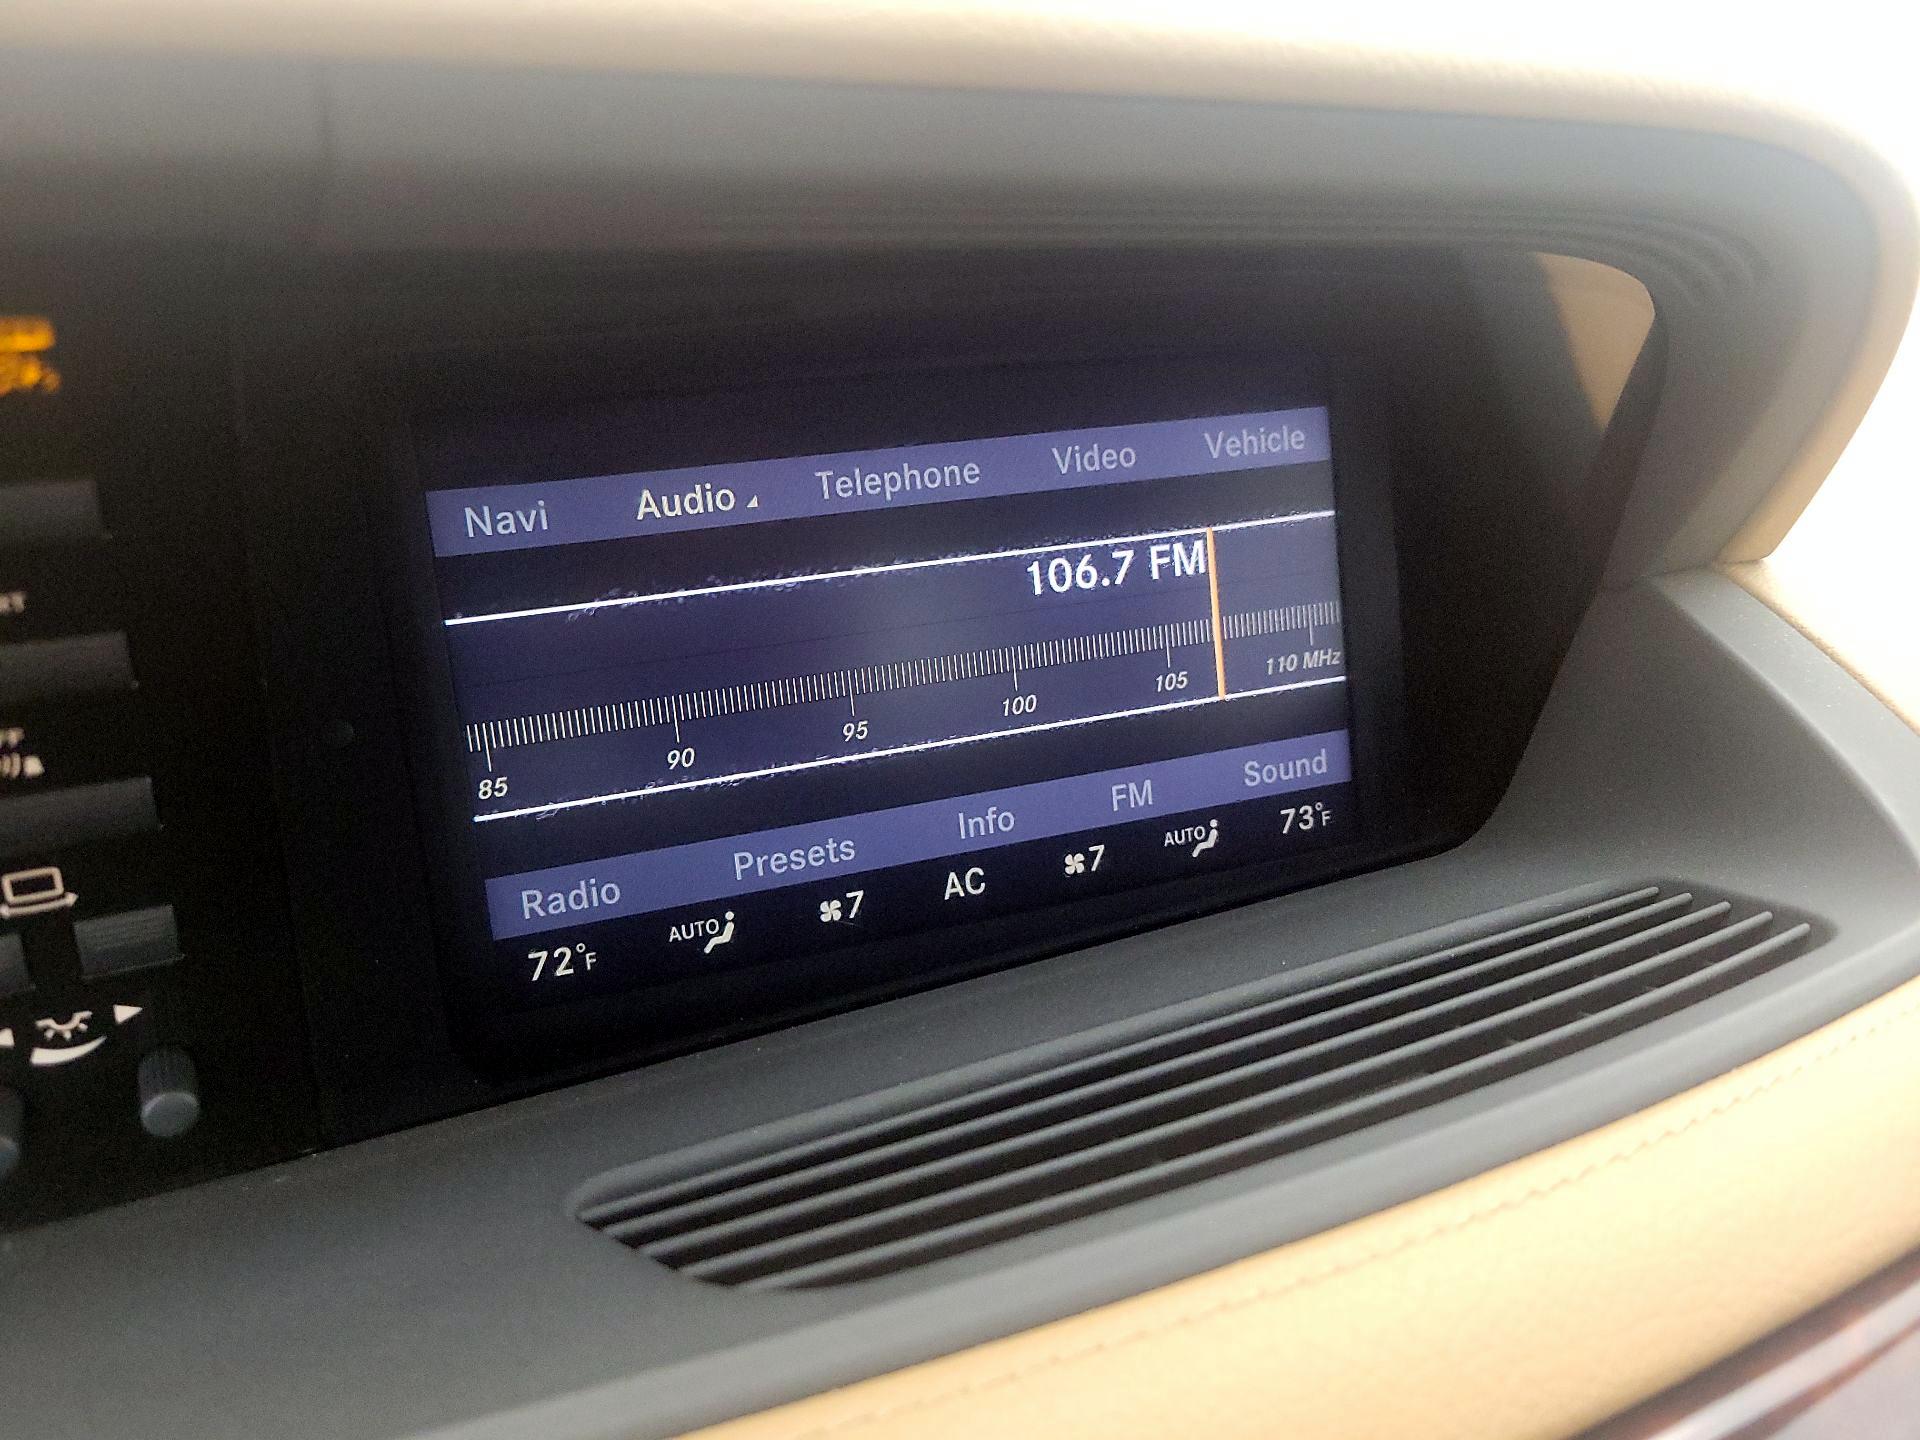 Navi Audio Telephone Video Vehicle
106.7 FM
85 90 95 100 105 110 MHz
Radio Presets Info FM Sound
72°F AUTO 7 AC 7 AUTO 73°F